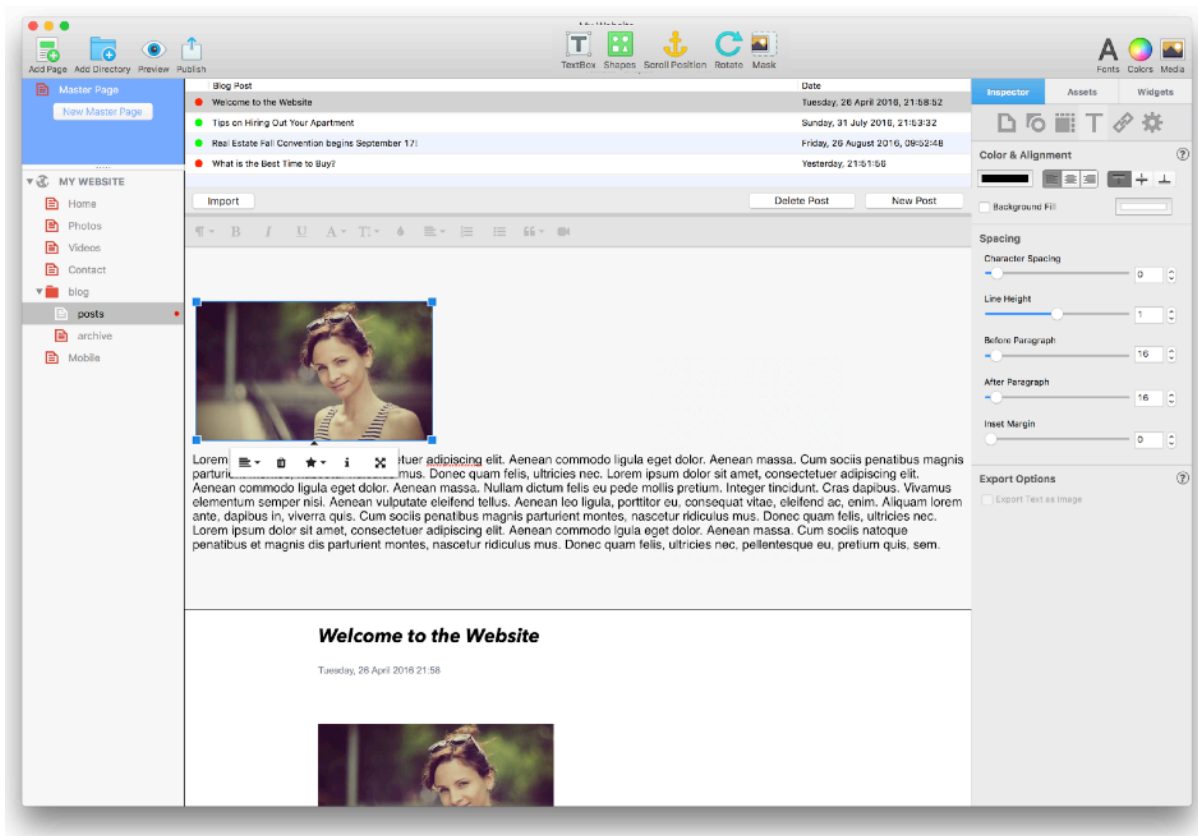 My Website
Add Page Add Directory Preview Publish
TextBox Shapes Scroll Position Rotate Mask
Fonts Colors Media
Master Page
New Master Page
MY WEBSITE
Home
Photos
Videos
Contact
blog
posts
archive
Mobile
Blog Post Date
Welcome to the Website Tuesday, 26 April 2016, 21:58:52
Tips on Hiring Out Your Apartment Sunday, 31 July 2016, 21:53:32
Real Estate Fall Convention begins September 17! Friday, 26 August 2016, 09:52:48
What is the Best Time to Buy? Yesterday, 21:51:56
Import Delete Post New Post
Lorem etuer adipiscing elit. Aenean commodo ligula eget dolor. Aenean massa. Cum sociis penatibus magnis
parturient montes, nascetur ridiculus mus. Donec quam felis, ultricies nec. Lorem ipsum dolor sit amet, consectetuer adipiscing elit.
Aenean commodo ligula eget dolor. Aenean massa. Nullam dictum felis eu pede mollis pretium. Integer tincidunt. Cras dapibus. Vivamus
elementum semper nisi. Aenean vulputate eleifend tellus. Aenean leo ligula, porttitor eu, consequat vitae, eleifend ac, enim. Aliquam lorem
ante, dapibus in, viverra quis. Cum sociis penatibus magnis parturient montes, nascetur ridiculus mus. Donec quam felis, ultricies nec.
Lorem ipsum dolor sit amet, consectetuer adipiscing elit. Aenean commodo lgula eget dolor. Aenean massa. Cum sociis natoque
penatibus et magnis dis parturient montes, nascetur ridiculus mus. Donec quam felis, ultricies nec, pellentesque eu, pretium quis, sem.
Welcome to the Website
Tuesday, 26 April 2016 21:58
Inspector Assets Widgets
Color & Alignment ?
Background Fill
Spacing
Character Spacing
0
Line Height
1
Before Paragraph
16
After Paragraph
16
Inset Margin
0
Export Options ?
Export Text as Image